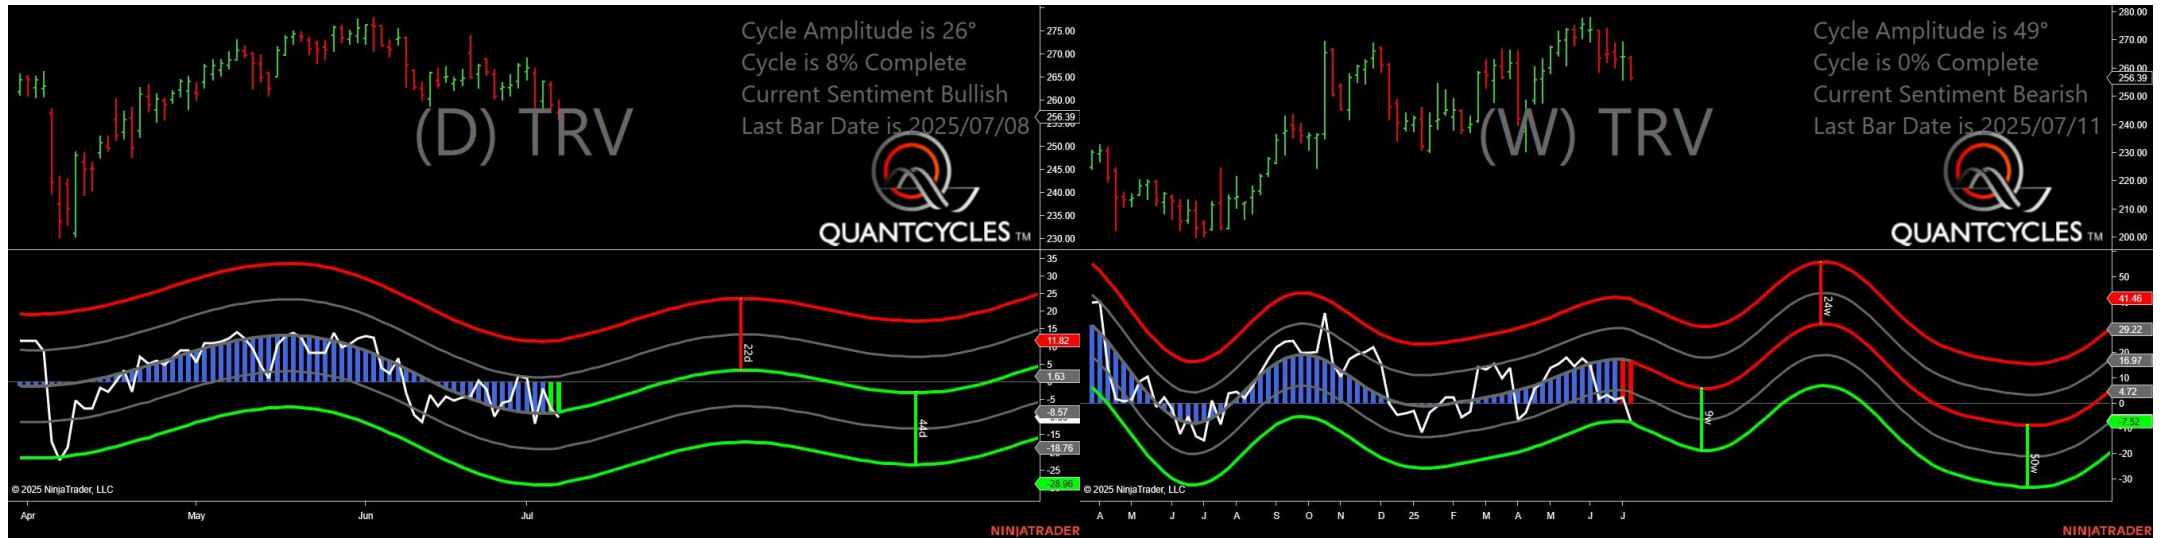 Cycle Amplitude is 26°
Cycle is 8% Complete
Current Sentiment Bullish
Last Bar Date is 2025/07/08
(D) TRV
QUANTCYCLES TM
275.00
270.00
265.00
260.00
256.39
250.00
245.00
240.00
235.00
230.00
35
30
25
20
15
11.82
5
1.63
-5
-8.57
-15
-18.76
-25
-28.96
22d
44d
© 2025 NinjaTrader, LLC
Apr May Jun Jul
NINJATRADER
Cycle Amplitude is 49°
Cycle is 0% Complete
Current Sentiment Bearish
Last Bar Date is 2025/07/11
(W) TRV
QUANTCYCLES TM
280.00
270.00
260.00
256.39
250.00
240.00
230.00
220.00
210.00
200.00
50
41.46
29.22
16.97
10
4.72
0
-7.52
-20
-30
9w
24w
50w
© 2025 NinjaTrader, LLC
A M J J A S O N D 25 F M A M J J
NINJATRADER